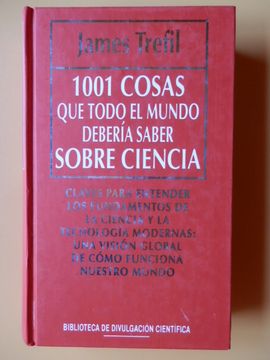 James Trefil
1001 COSAS
QUE TODO EL MUNDO
DEBERÍA SABER
SOBRE CIENCIA
CLAVES PARA ENTENDER
LOS FUNDAMENTOS DE
LA CIENCIA Y LA
TECNOLOGÍA MODERNAS:
UNA VISIÓN GLOBAL
DE CÓMO FUNCIONA
NUESTRO MUNDO
BIBLIOTECA DE DIVULGACIÓN CIENTÍFICA